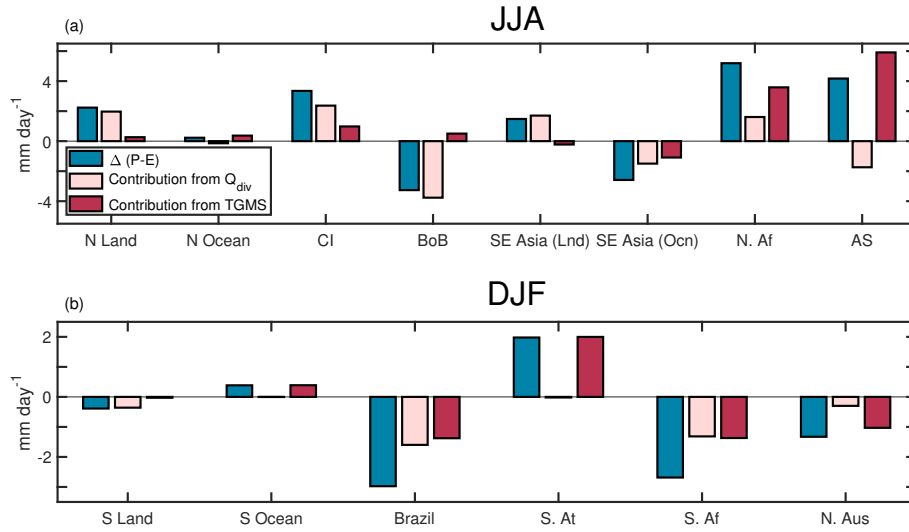 JJA
(a)
4
0
-4
mm day-1
Δ (P-E)
Contribution from Qdiv
Contribution from TGMS
N Land N Ocean CI BoB SE Asia (Lnd) SE Asia (Ocn) N. Af AS
DJF
(b)
2
0
-2
mm day-1
S Land S Ocean Brazil S. At S. Af N. Aus